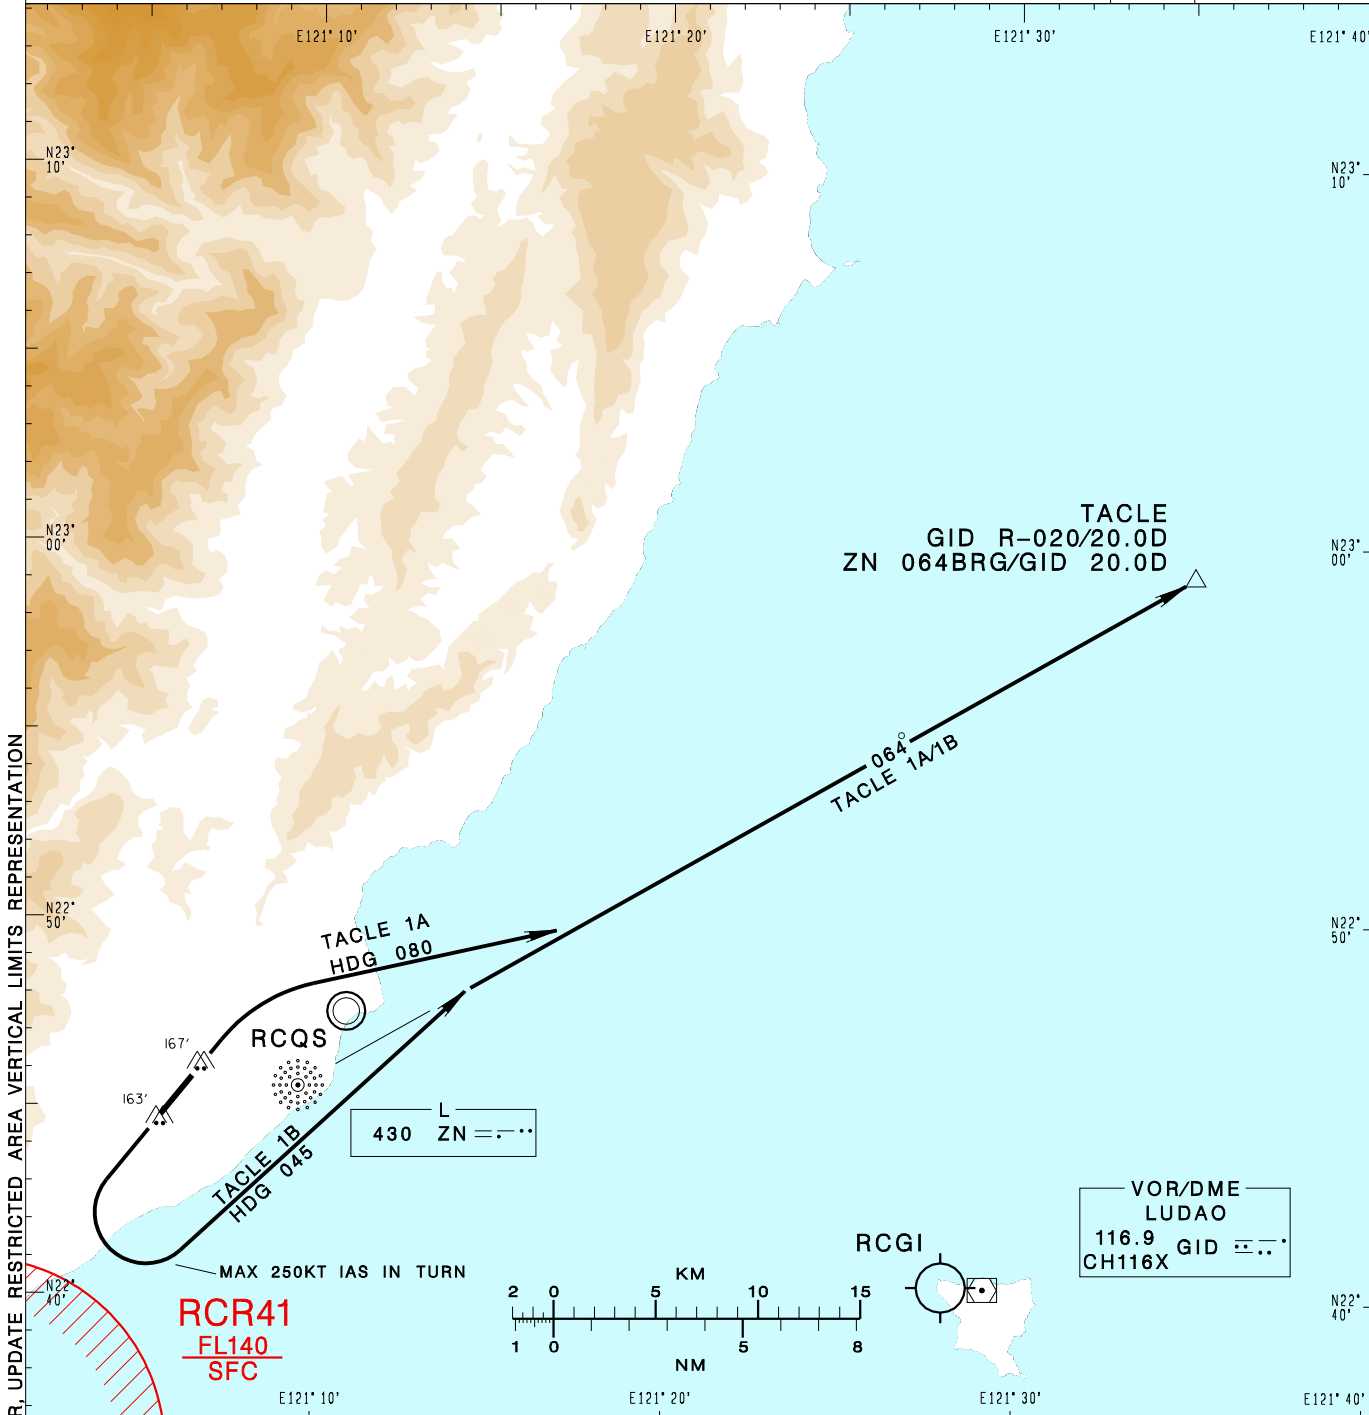 E121° 10'
E121° 20'
E121° 30'
E121° 40'
N23°
10'
N23°
10'
TACLE
GID R-020/20.0D
ZN 064BRG/GID 20.0D
N23°
00'
N23°
00'
064°
TACLE 1A/1B
R, UPDATE RESTRICTED AREA VERTICAL LIMITS REPRESENTATION
N22°
50'
N22°
50'
TACLE 1A
HDG 080
RCQS
167'
163'
L
430 ZN
TACLE 1B
HDG 045
VOR/DME
LUDAO
116.9
CH116X
GID
RCGI
MAX 250KT IAS IN TURN
N22°
40'
N22°
40'
RCR41
FL140
SFC
KM
2 0 5 10 15
1 0 5 8
NM
E121° 10'
E121° 20'
E121° 30'
E121° 40'